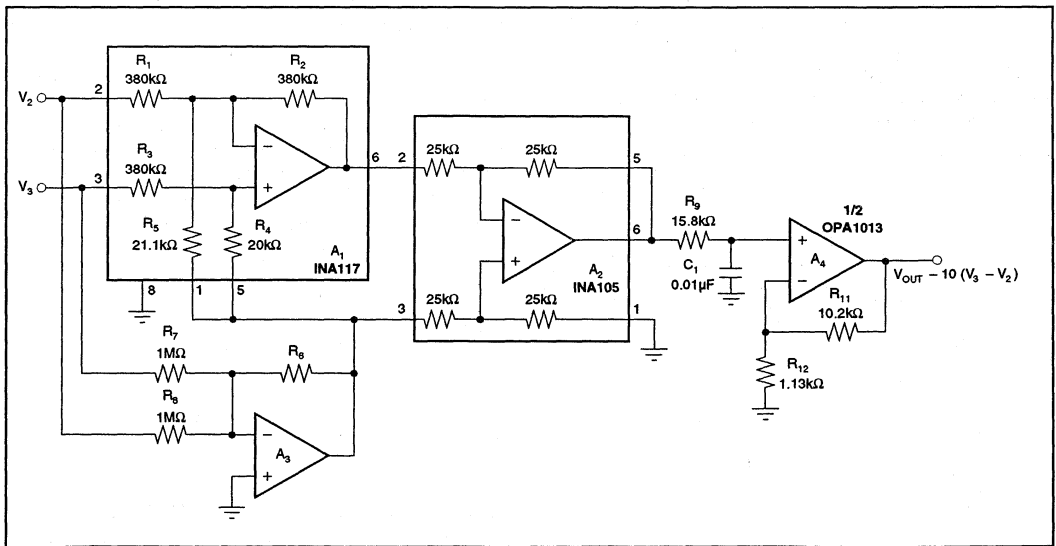 R1
380kΩ
R2
380kΩ
V2
2
R3
380kΩ
V3
3
−
+
6
R5
21.1kΩ
R4
20kΩ
A1
INA117
8
1
5
2
25kΩ
25kΩ
5
−
+
6
A2
INA105
3
25kΩ
25kΩ
1
R9
15.8kΩ
C1
0.01µF
1/2
OPA1013
+
A4
−
VOUT – 10 (V3 – V2)
R11
10.2kΩ
R12
1.13kΩ
R7
1MΩ
R6
R8
1MΩ
−
A3
+